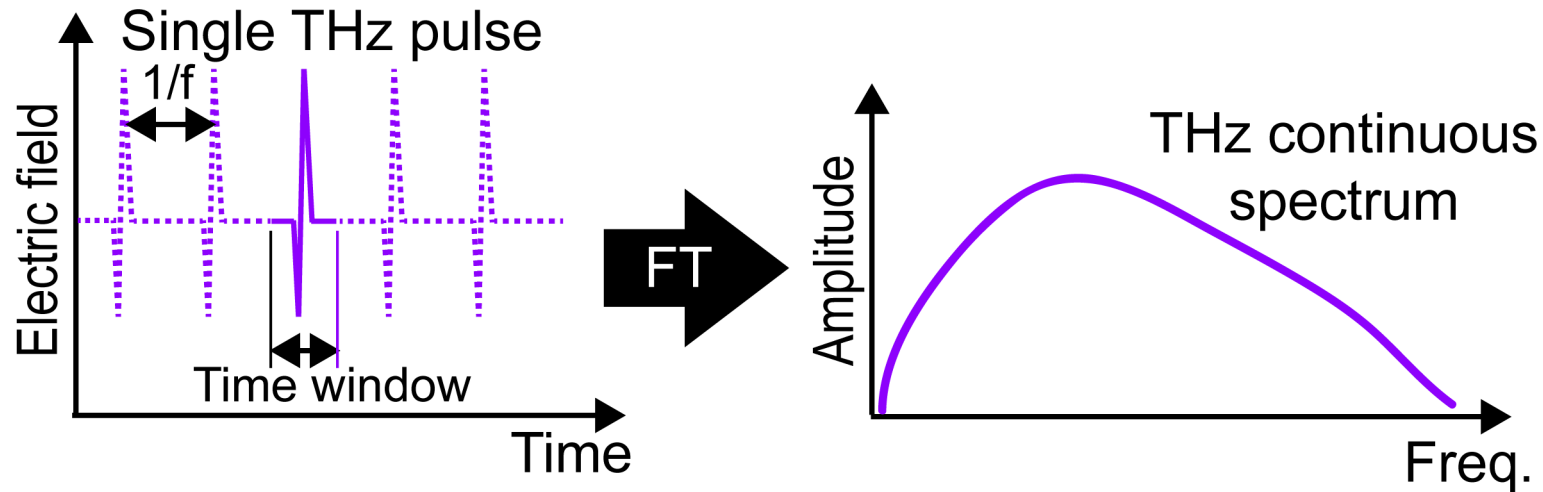 Single THz pulse
1/f
Electric field
Time window
Time
FT
THz continuous
spectrum
Amplitude
Freq.